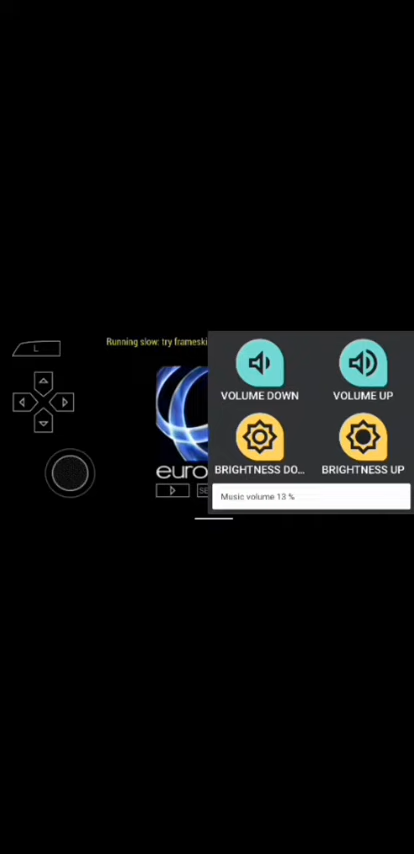 L
Running slow: try frameski
VOLUME DOWN
VOLUME UP
BRIGHTNESS DO...
BRIGHTNESS UP
euro
SE
Music volume 13 %